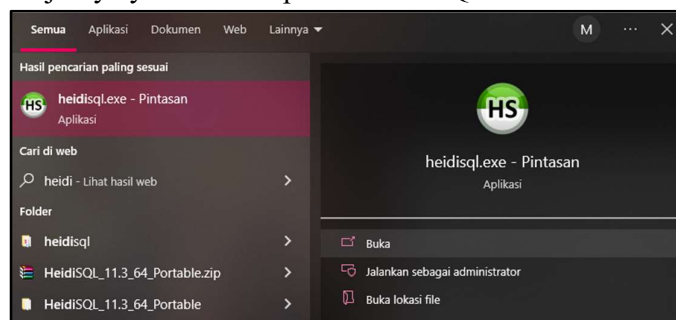 Semua Aplikasi Dokumen Web Lainnya
M
Hasil pencarian paling sesuai
HS
heidisql.exe - Pintasan
Aplikasi
Cari di web
heidi - Lihat hasil web
Folder
heidisql
HeidiSQL_11.3_64_Portable.zip
HeidiSQL_11.3_64_Portable
HS
heidisql.exe - Pintasan
Aplikasi
Buka
Jalankan sebagai administrator
Buka lokasi file